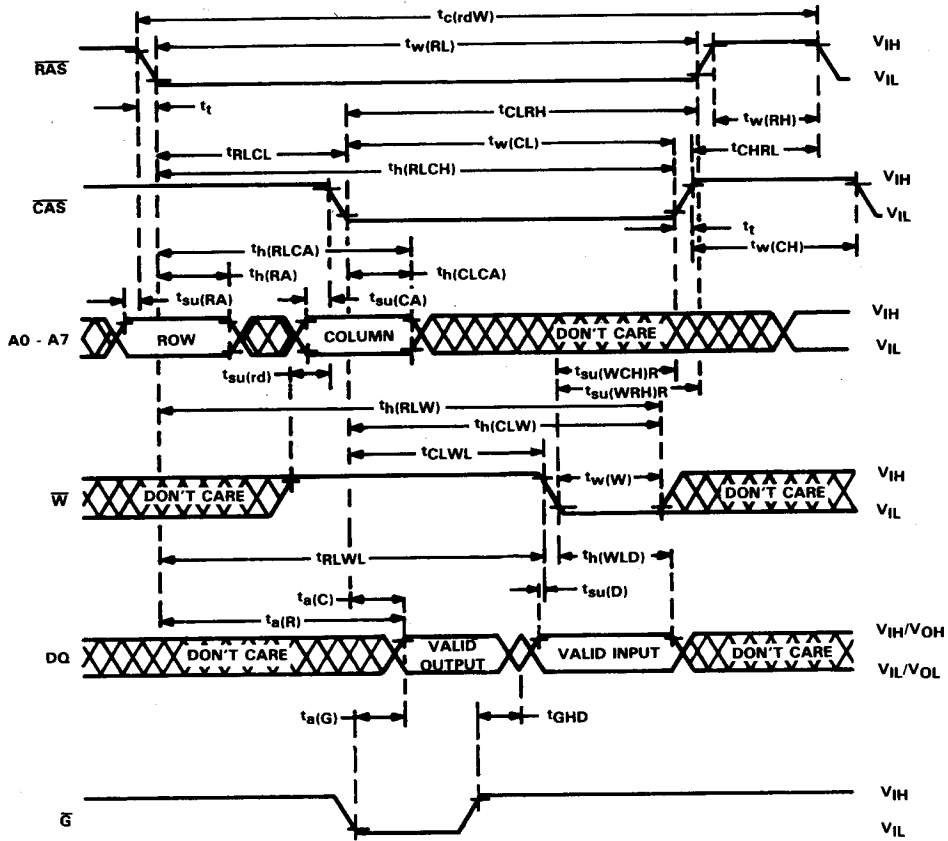 tc(rdW)
tw(RL)
VIH
RAS
VIL
tt
tCLRH
tw(RH)
tRLCL
tw(CL)
tCHRL
th(RLCH)
VIH
CAS
VIL
tt
tw(CH)
th(RLCA)
th(RA)
th(CLCA)
tsu(RA)
tsu(CA)
VIH
A0 - A7
ROW
COLUMN
DON'T CARE
VIL
tsu(rd)
tsu(WCH)R
tsu(WRH)R
th(RLW)
th(CLW)
tCLWL
VIH
W
DON'T CARE
tw(W)
DON'T CARE
VIL
tRLWL
th(WLD)
tsu(D)
ta(C)
ta(R)
VIH/VOH
DQ
DON'T CARE
VALID OUTPUT
VALID INPUT
DON'T CARE
VIL/VOL
ta(G)
tGHD
VIH
G
VIL